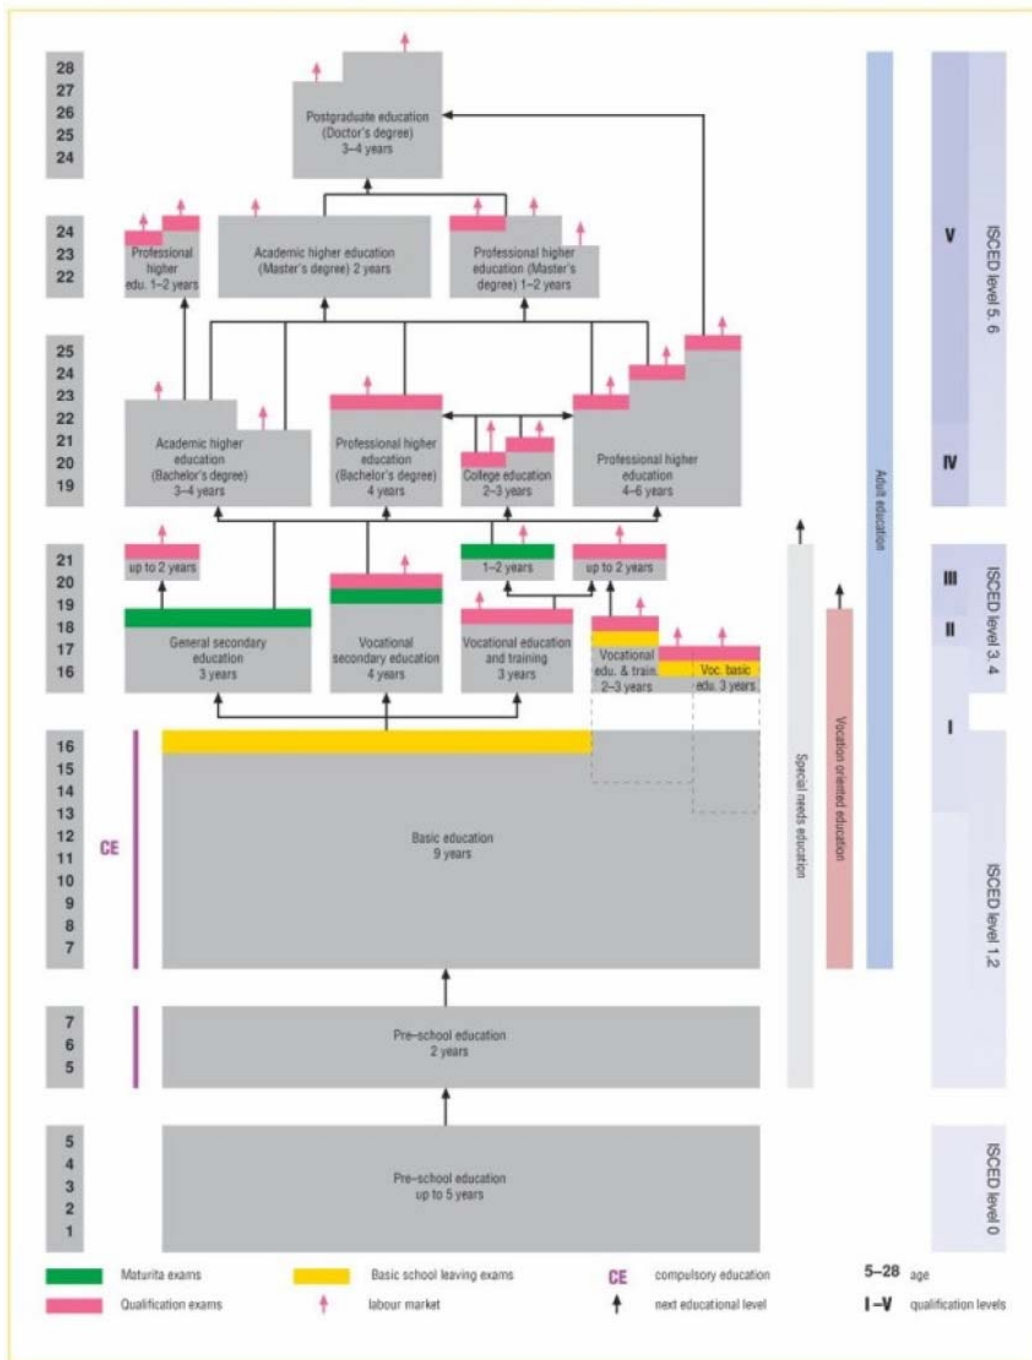 28
27
26
25
24
Postgraduate education
(Doctor's degree)
3–4 years
24
23
22
Professional
higher
edu. 1–2 years
Academic higher education
(Master's degree) 2 years
Professional higher
education (Master's
degree) 1–2 years
V
ISCED level 5. 6
25
24
23
22
21
20
19
Academic higher
education
(Bachelor's degree)
3–4 years
Professional higher
education
(Bachelor's degree)
4 years
College education
2–3 years
Professional higher
education
4–6 years
IV
Adult education
21
20
19
18
17
16
up to 2 years
1–2 years
up to 2 years
General secondary
education
3 years
Vocational
secondary education
4 years
Vocational education
and training
3 years
Vocational
edu. & train.
2–3 years
Voc. basic
edu. 3 years
III
II
I
ISCED level 3. 4
16
15
14
13
12
11
10
9
8
7
CE
Basic education
9 years
Special needs education
Vocation oriented education
ISCED level 1.2
7
6
5
Pre–school education
2 years
5
4
3
2
1
Pre–school education
up to 5 years
ISCED level 0
Maturita exams
Basic school leaving exams
CE compulsory education
5–28 age
Qualification exams
labour market
next educational level
I–V qualification levels